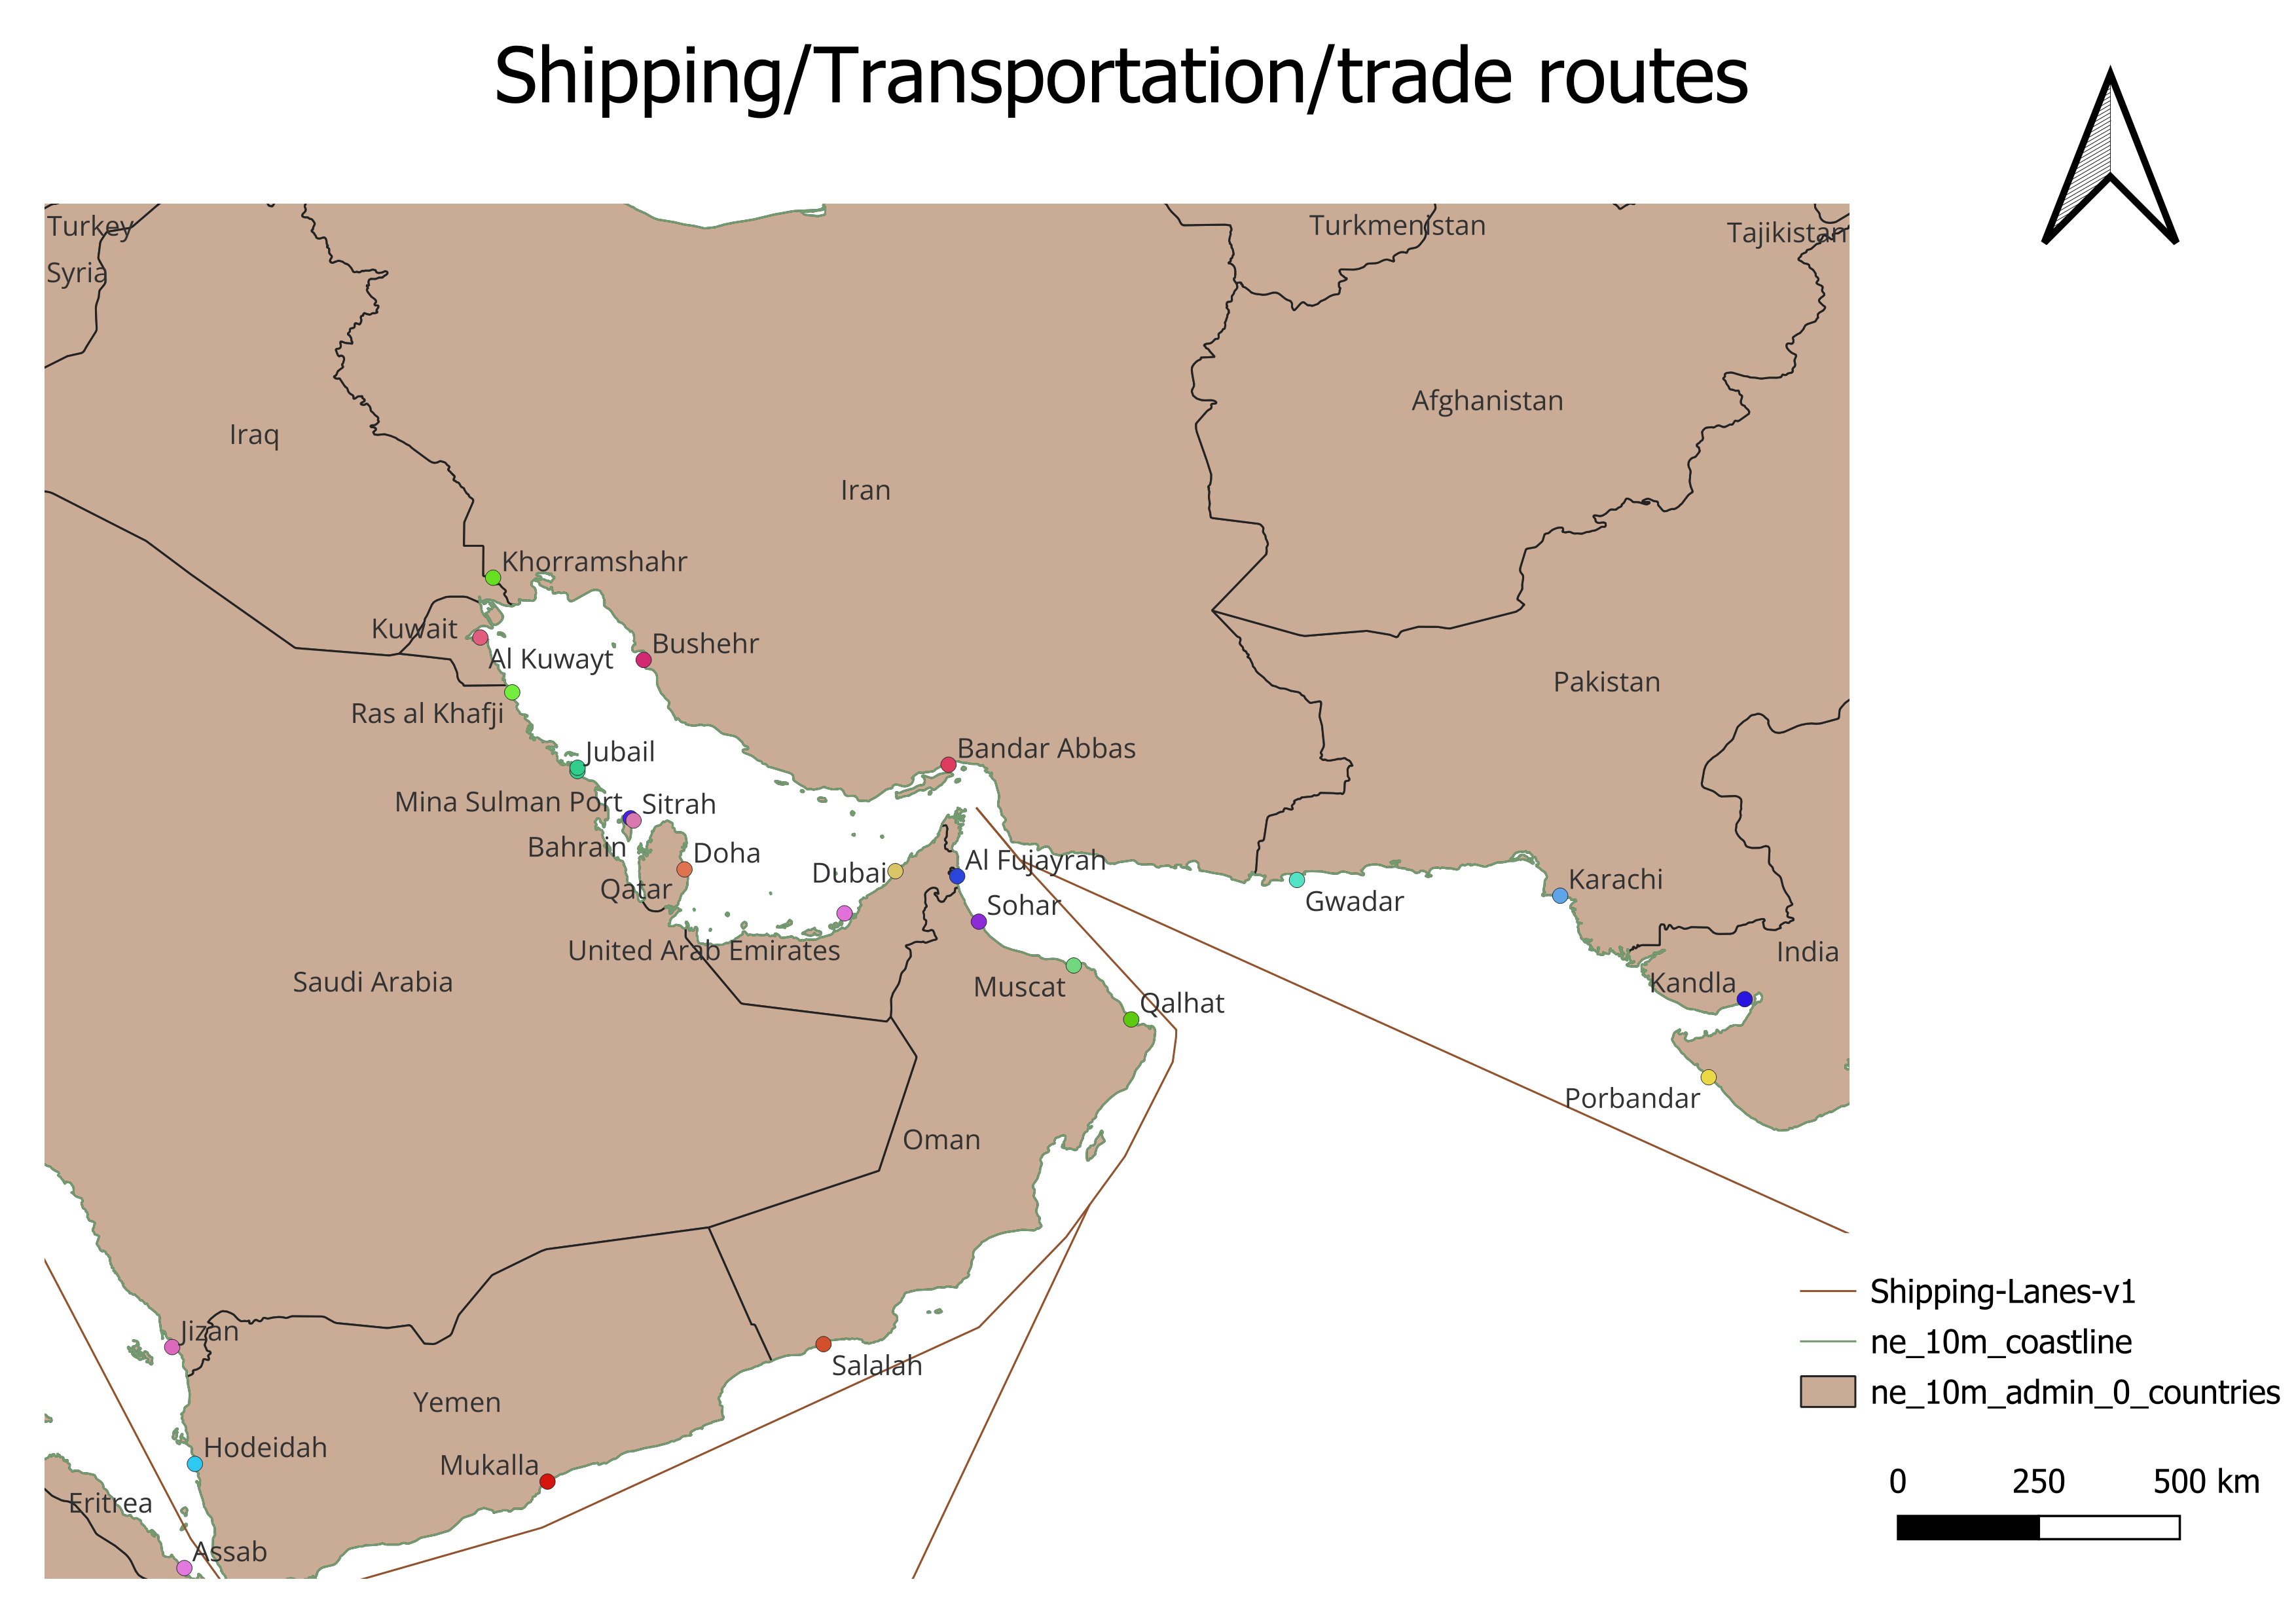 Shipping/Transportation/trade routes
Turkey
Turkmenistan
Tajikistan
Syria
Afghanistan
Iraq
Iran
Khorramshahr
Kuwait
Bushehr
Al Kuwayt
Pakistan
Ras al Khafji
Jubail
Bandar Abbas
Mina Sulman Port
Sitrah
Bahrain
Doha
Dubai
Al Fujayrah
Qatar
Gwadar
Karachi
Sohar
United Arab Emirates
India
Saudi Arabia
Muscat
Kandla
Qalhat
Porbandar
Oman
Jizan
Salalah
Yemen
Hodeidah
Mukalla
Eritrea
Assab
Shipping-Lanes-v1
ne_10m_coastline
ne_10m_admin_0_countries
0 250 500 km